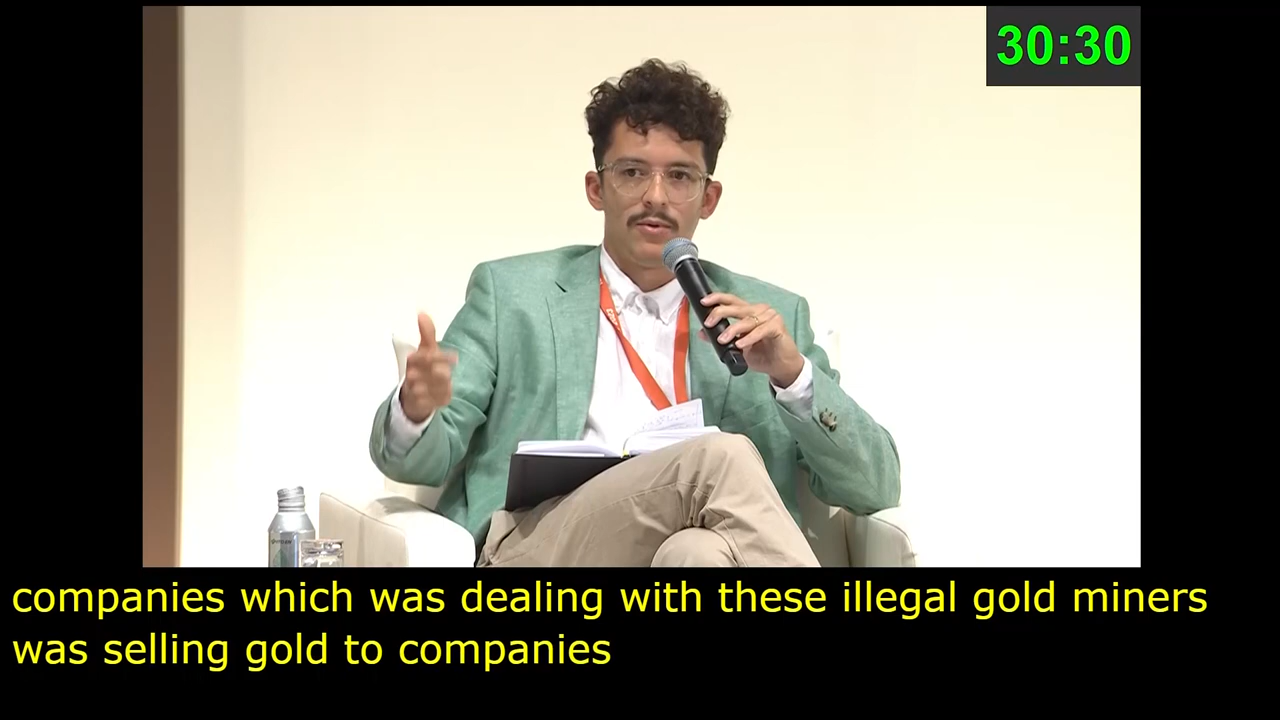 30:30
companies which was dealing with these illegal gold miners
was selling gold to companies